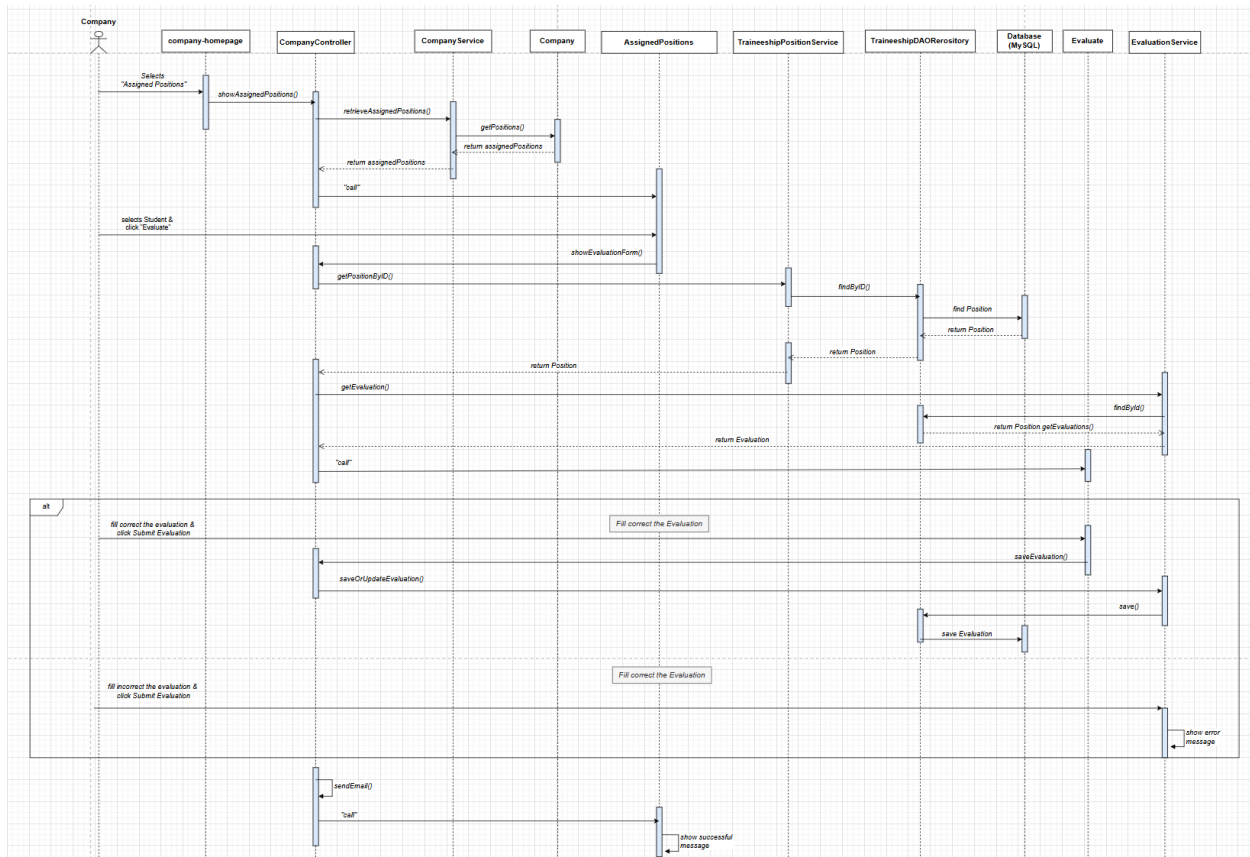 Company
company-homepage
CompanyController
CompanyService
Company
AssignedPositions
TraineeshipPositionService
TraineeshipDAORerository
Database
(MySQL)
Evaluate
EvaluationService
Selects
"Assigned Positions"
showAssignedPositions()
retrieveAssignedPositions()
getPositions()
return assignedPositions
return assignedPositions
"call"
selects Student &
click "Evaluate"
showEvaluationForm()
getPositionByID()
findByID()
find Position
return Position
return Position
return Position
getEvaluation()
findById()
return Position.getEvaluations()
return Evaluation
"call"
alt
Fill correct the Evaluation
fill correct the evaluation &
click Submit Evaluation
saveEvaluation()
saveOrUpdateEvaluation()
save()
save Evaluation
Fill correct the Evaluation
fill incorrect the evaluation &
click Submit Evaluation
show error
message
sendEmail()
"call"
show successful
message